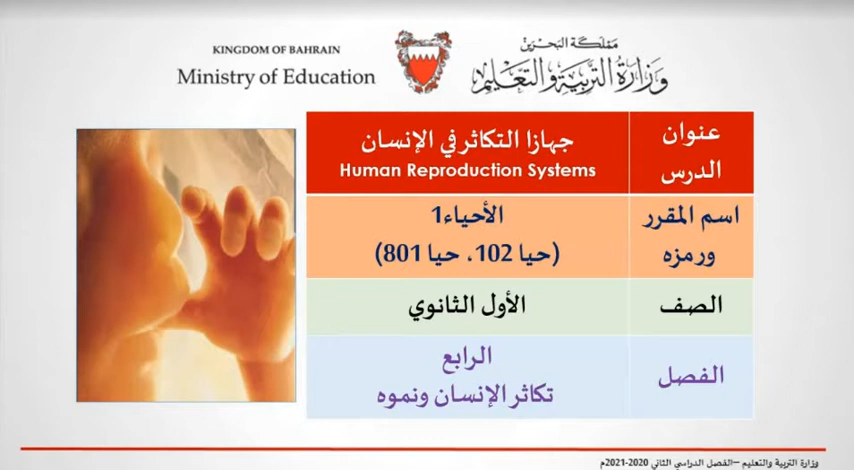 KINGDOM OF BAHRAIN
Ministry of Education
مملكة البحرين
وزارة التربية والتعليم
عنوان الدرس
جهازا التكاثر في الإنسان
Human Reproduction Systems
اسم المقرر ورمزه
الأحياء1
(حيا 102، حيا 801)
الصف
الأول الثانوي
الفصل
الرابع
تكاثر الإنسان ونموه
وزارة التربية والتعليم –الفصل الدراسي الثاني 2020-2021م